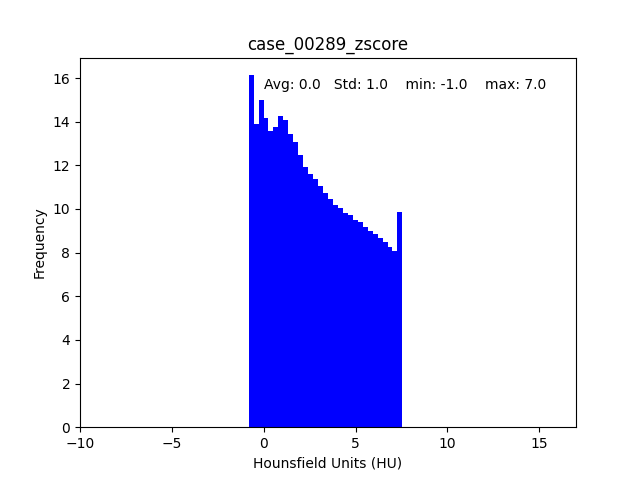 case_00289_zscore
Avg: 0.0 Std: 1.0 min: -1.0 max: 7.0
16
14
12
10
8
6
4
2
0
Frequency
−10 −5 0 5 10 15
Hounsfield Units (HU)